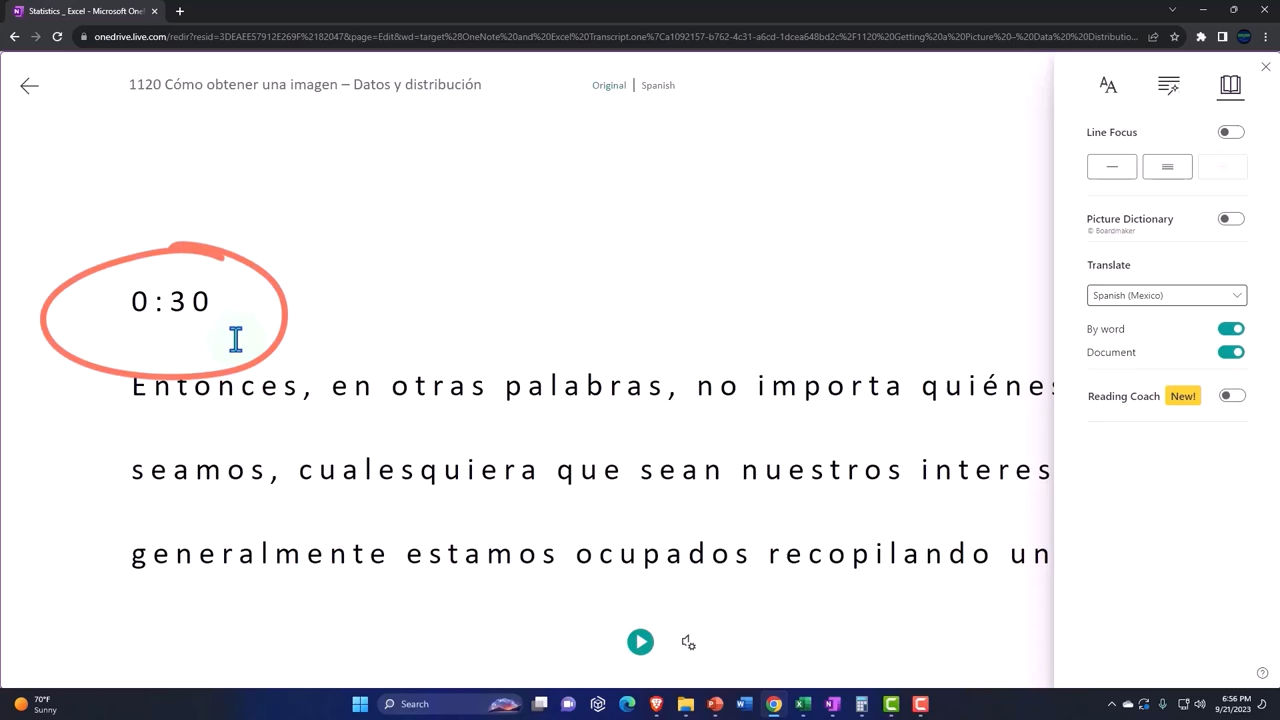 Statistics _ Excel - Microsoft One
onedrive.live.com/redir?resid=3DEAEE57912E269F%2182047&page=Edit&wd=target%28OneNote%20and%20Excel%20Transcript.one%7Ca1092157-b762-4c31-a6cd-1dcea648bd2c%2F1120%20Getting%20a%20Picture%20–%20Data%20%20Distributio...
1120 Cómo obtener una imagen – Datos y distribución
Original | Spanish
0:30
Entonces, en otras palabras, no importa quiénes
seamos, cualesquiera que sean nuestros interes
generalmente estamos ocupados recopilando un
Line Focus
Picture Dictionary
© Boardmaker
Translate
Spanish (Mexico)
By word
Document
Reading Coach New!
70°F
Sunny
Search
6:56 PM
9/21/2023